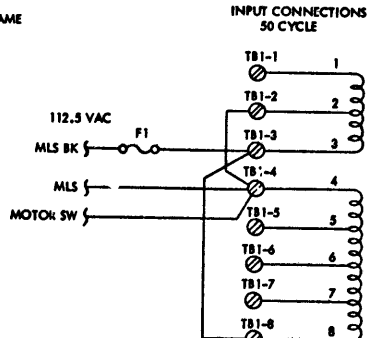 AME
INPUT CONNECTIONS
50 CYCLE
TB1-1
1
TB1-2
2
112.5 VAC
F1
TB1-3
MLS BK
3
TB1-4
MLS
4
MOTOR SW
TB1-5
5
TB1-6
6
TB1-7
7
TB1-8
8